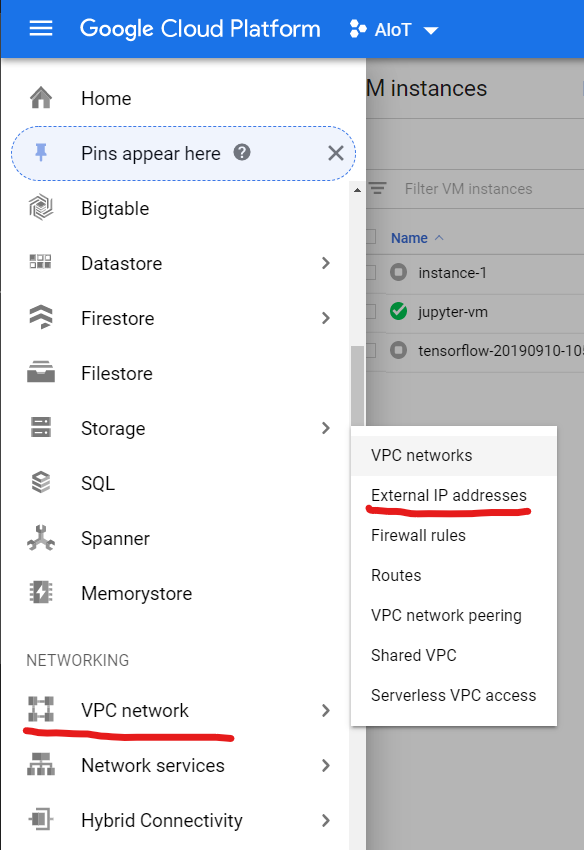 Google Cloud Platform AIoT
Home
Pins appear here
Bigtable
Datastore
Firestore
Filestore
Storage
SQL
Spanner
Memorystore
NETWORKING
VPC network
Network services
Hybrid Connectivity
VM instances
Filter VM instances
Name
instance-1
jupyter-vm
tensorflow-20190910-105
VPC networks
External IP addresses
Firewall rules
Routes
VPC network peering
Shared VPC
Serverless VPC access